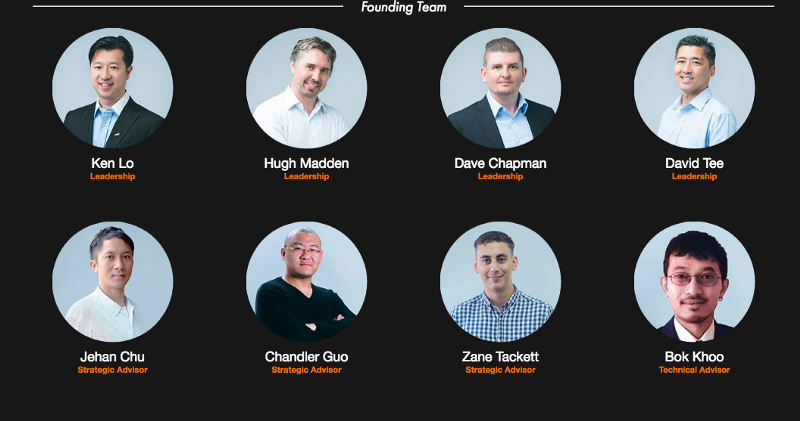 Founding Team
Ken Lo
Leadership
Hugh Madden
Leadership
Dave Chapman
Leadership
David Tee
Leadership
Jehan Chu
Strategic Advisor
Chandler Guo
Strategic Advisor
Zane Tackett
Strategic Advisor
Bok Khoo
Technical Advisor